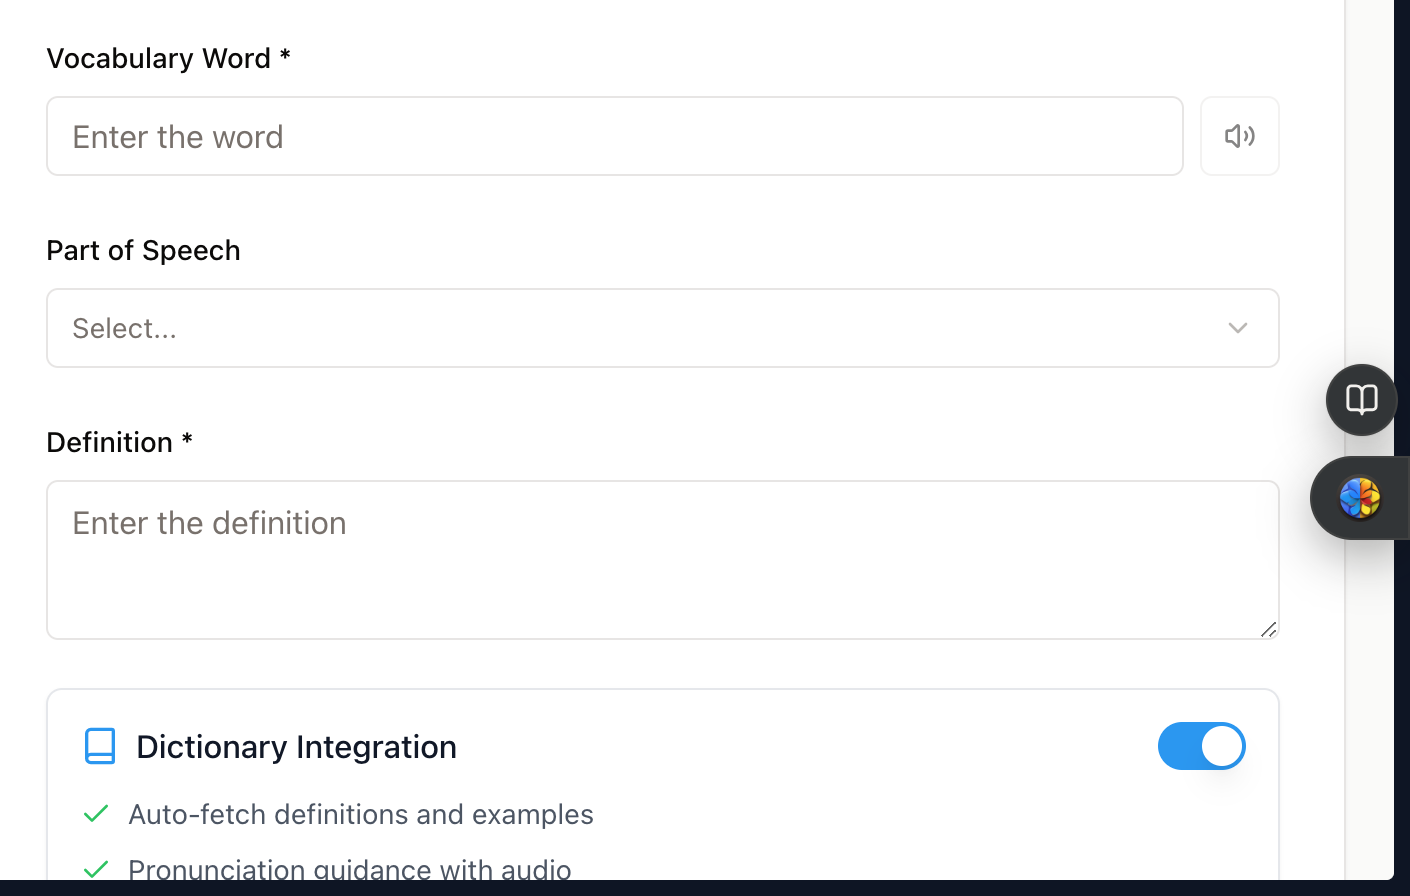 Vocabulary Word *
Enter the word
Part of Speech
Select...
Definition *
Enter the definition
Dictionary Integration
Auto-fetch definitions and examples
Pronunciation guidance with audio